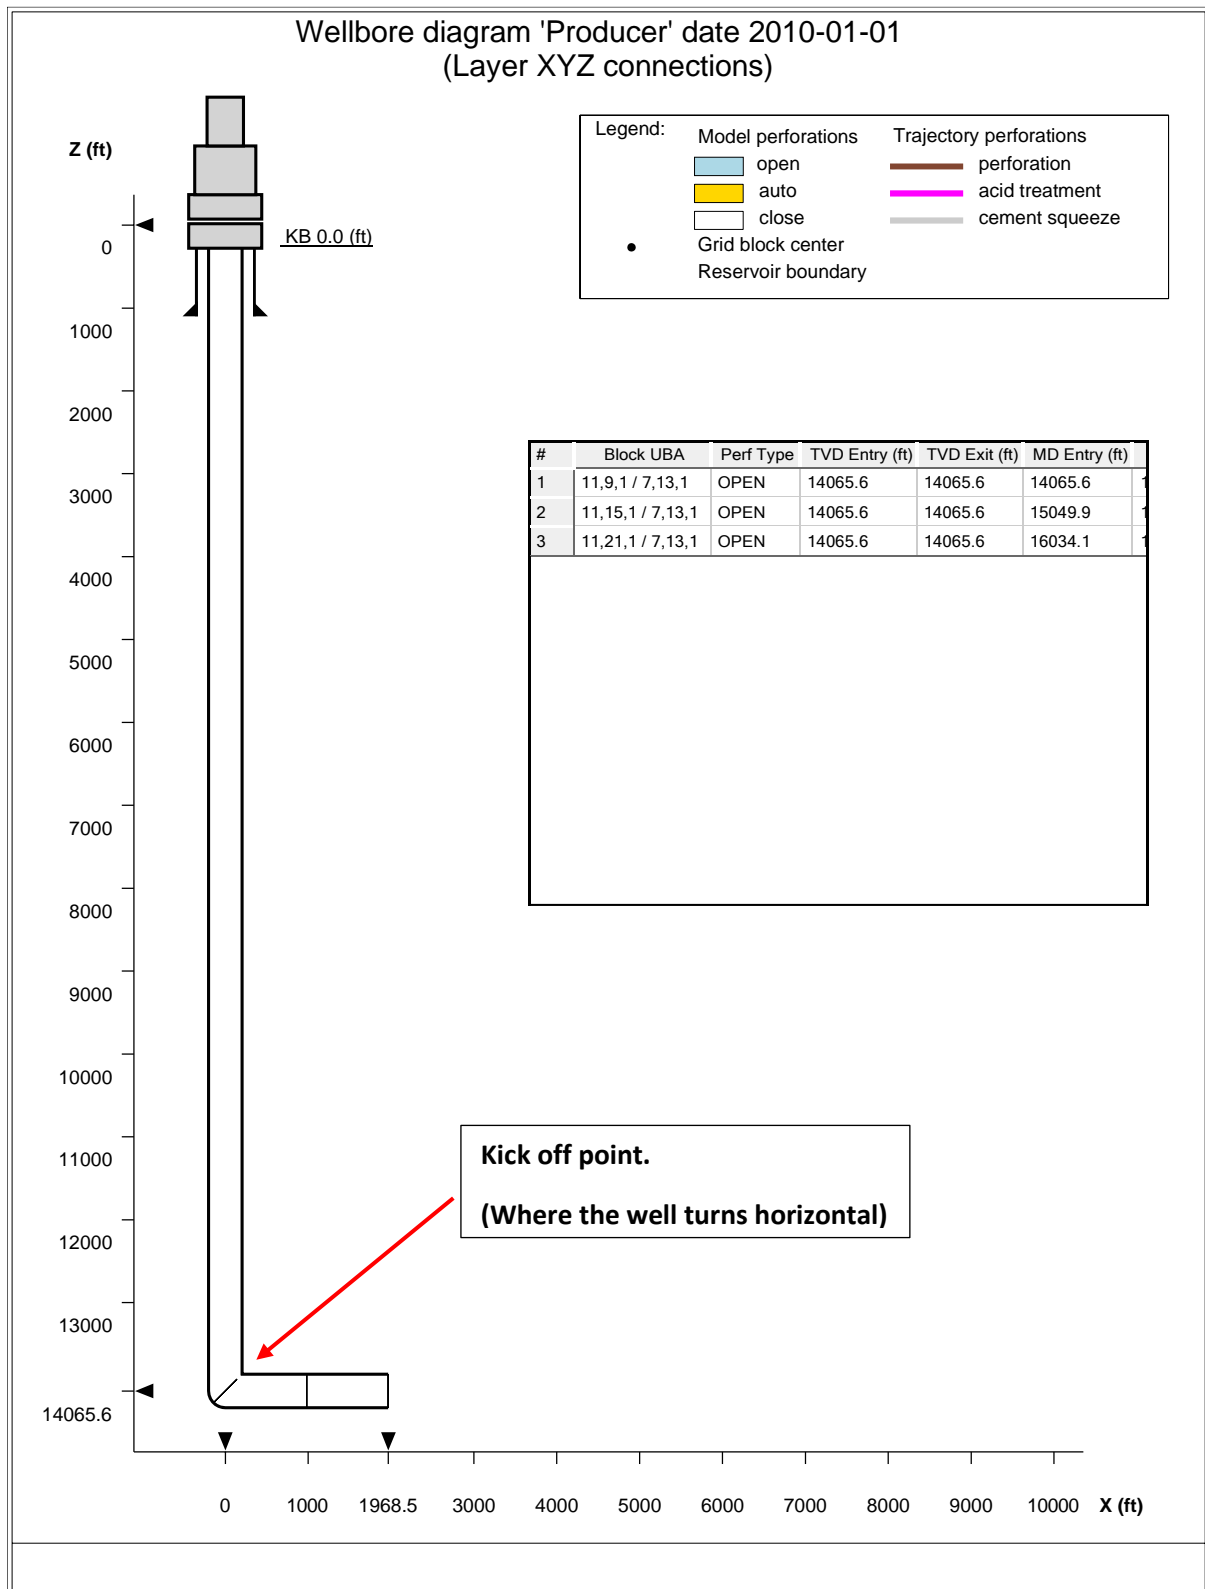 Wellbore diagram 'Producer' date 2010-01-01
(Layer XYZ connections)
Legend:
Model perforations
Trajectory perforations
open
perforation
auto
acid treatment
close
cement squeeze
Grid block center
Reservoir boundary
Z (ft)
KB 0.0 (ft)
0
1000
2000
3000
4000
5000
6000
7000
8000
9000
10000
11000
12000
13000
14065.6
# Block UBA Perf Type TVD Entry (ft) TVD Exit (ft) MD Entry (ft)
1 11,9,1 / 7,13,1 OPEN 14065.6 14065.6 14065.6
2 11,15,1 / 7,13,1 OPEN 14065.6 14065.6 15049.9
3 11,21,1 / 7,13,1 OPEN 14065.6 14065.6 16034.1
Kick off point.
(Where the well turns horizontal)
0 1000 1968.5 3000 4000 5000 6000 7000 8000 9000 10000 X (ft)